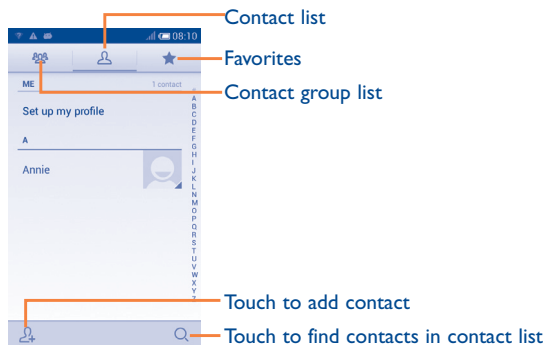 Contact list
08:10
Favorites
Contact group list
ME
1 contact
Set up my profile
A
Annie
A
B
C
D
E
F
G
H
I
J
K
L
N
M
O
P
Q
R
S
T
U
V
W
X
Y
Z
Touch to add contact
Touch to find contacts in contact list